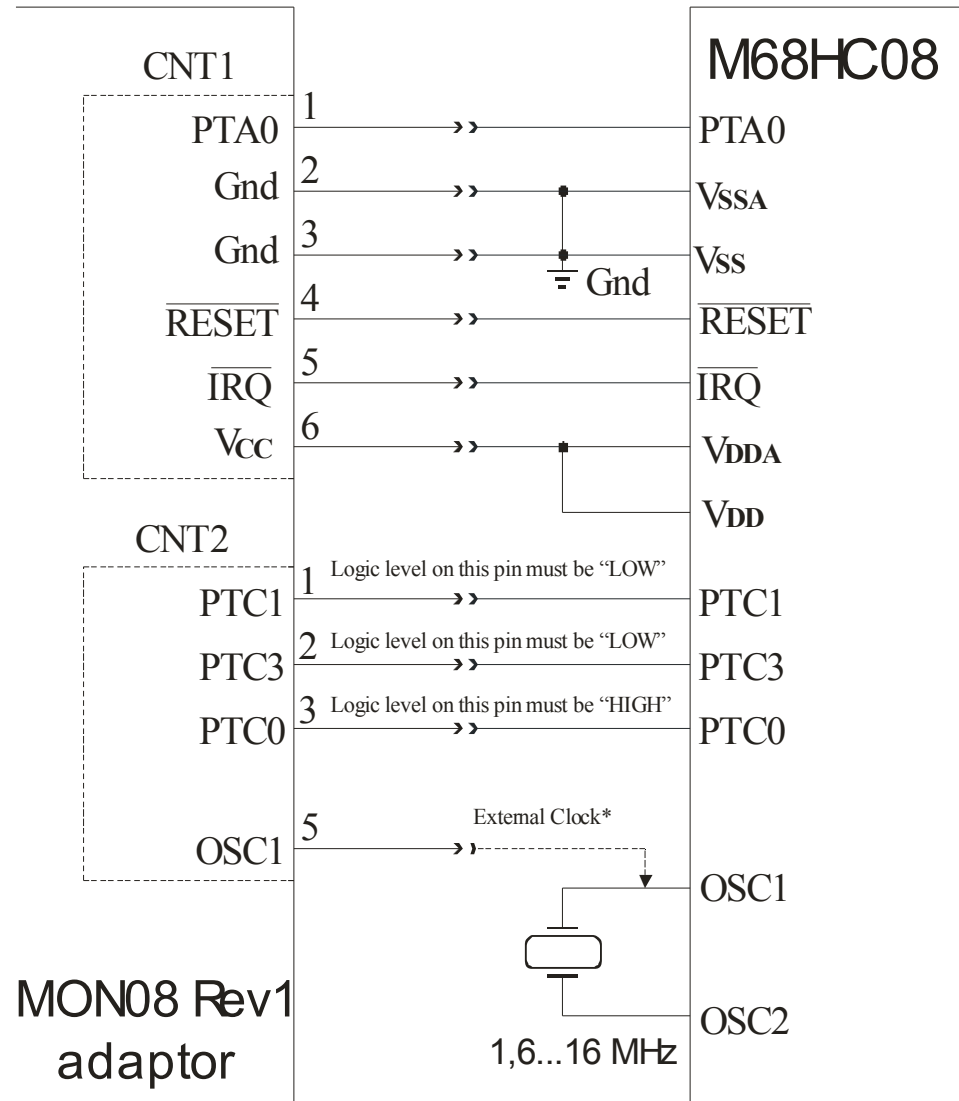 M68HC08
CNT1
PTA0 1 PTA0
Gnd 2 VSSA
Gnd 3 VSS
Gnd
RESET 4 RESET
IRQ 5 IRQ
VCC 6 VDDA
VDD
CNT2
Logic level on this pin must be “LOW”
PTC1 1 PTC1
Logic level on this pin must be “LOW”
PTC3 2 PTC3
Logic level on this pin must be “HIGH”
PTC0 3 PTC0
External Clock*
OSC1 5
OSC1
OSC2
1,6...16 MHz
MON08 Rev1
adaptor